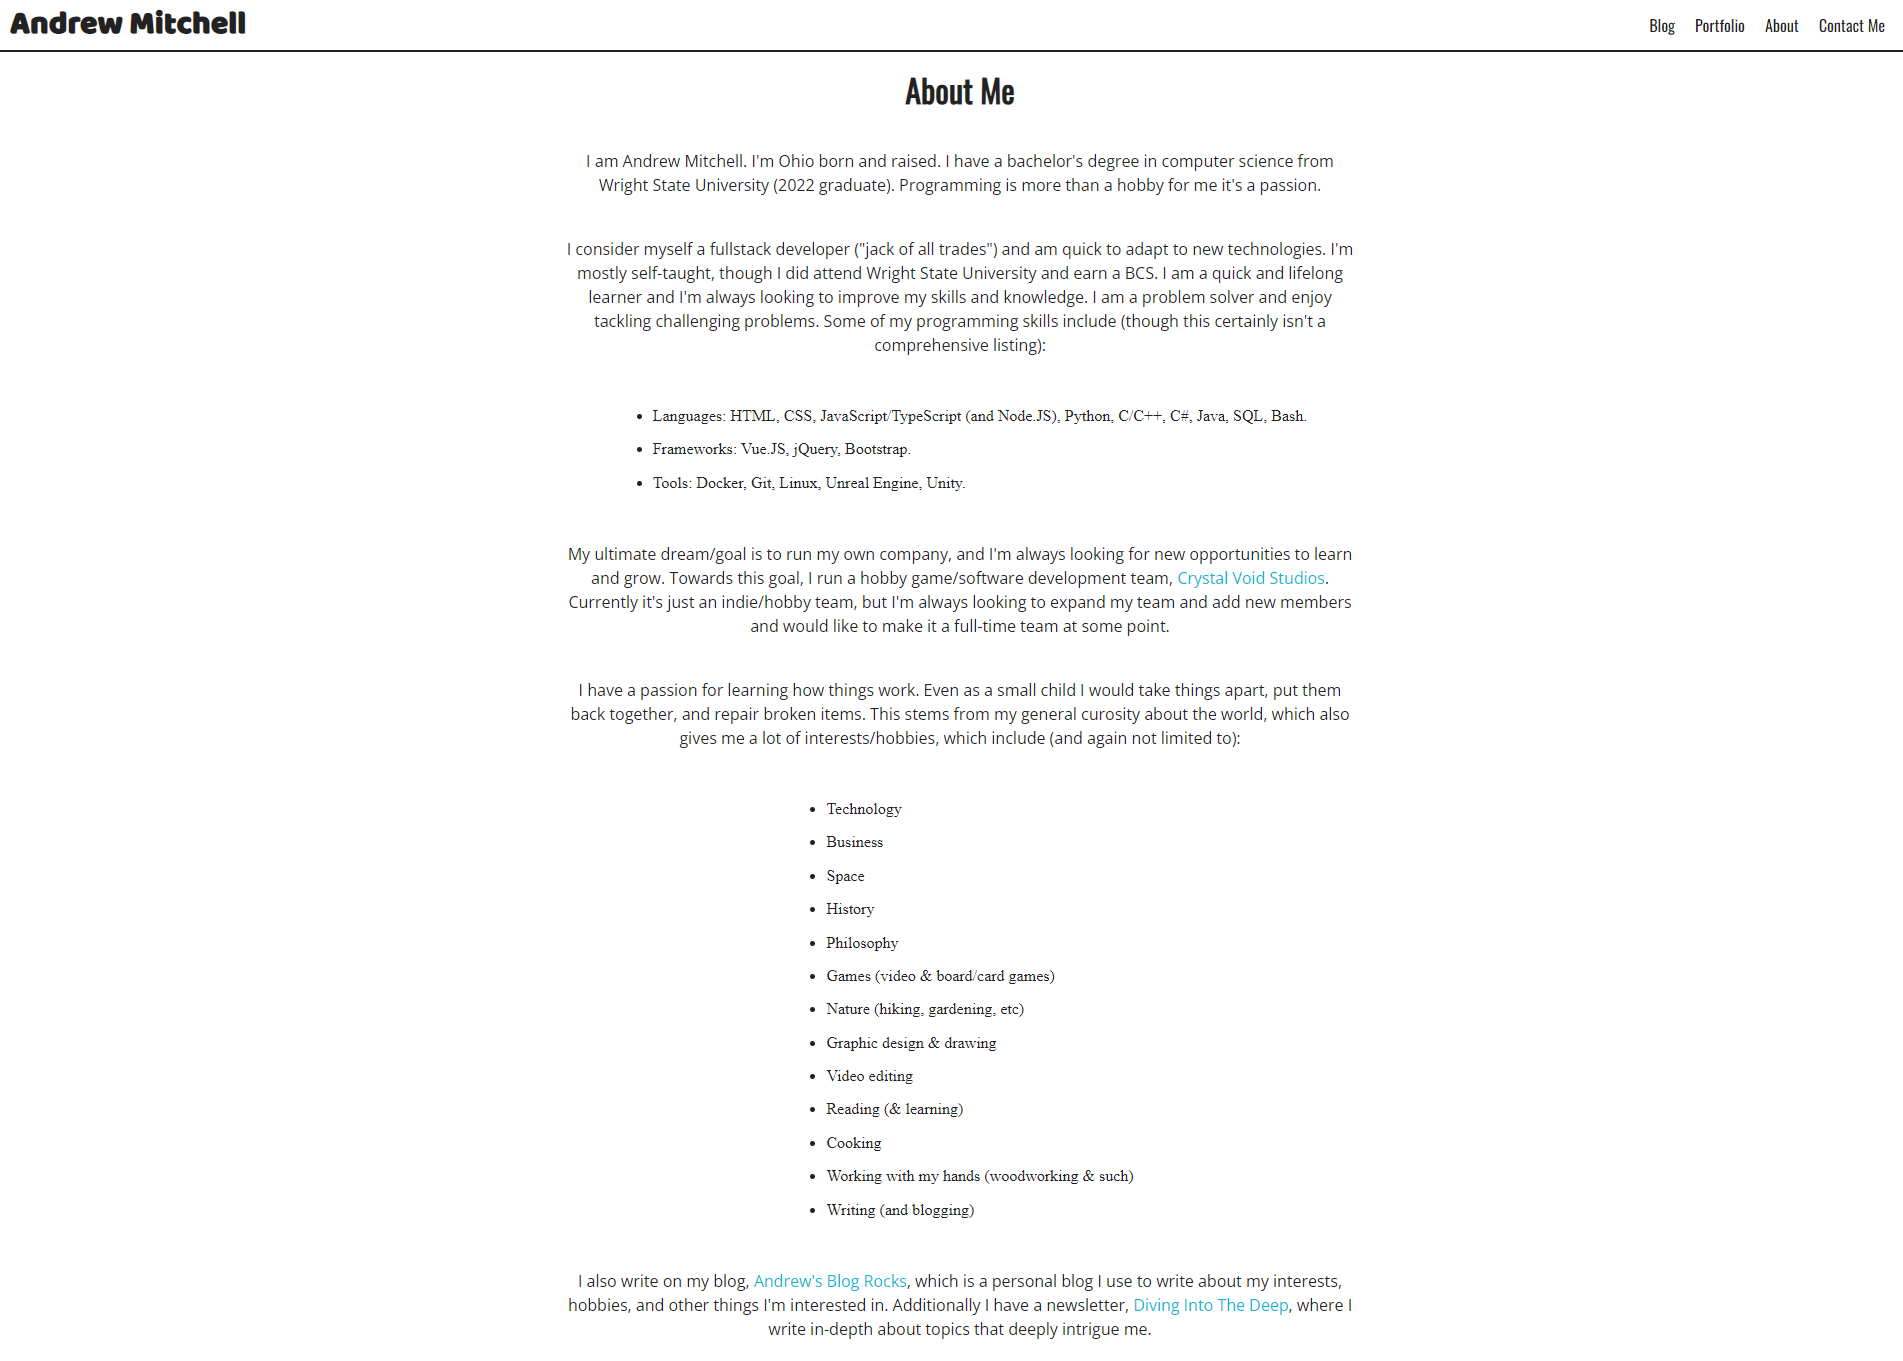 Andrew Mitchell
Blog Portfolio About Contact Me
About Me
I am Andrew Mitchell. I'm Ohio born and raised. I have a bachelor's degree in computer science from
Wright State University (2022 graduate). Programming is more than a hobby for me it's a passion.
I consider myself a fullstack developer ("jack of all trades") and am quick to adapt to new technologies. I'm
mostly self-taught, though I did attend Wright State University and earn a BCS. I am a quick and lifelong
learner and I'm always looking to improve my skills and knowledge. I am a problem solver and enjoy
tackling challenging problems. Some of my programming skills include (though this certainly isn't a
comprehensive listing):
• Languages: HTML, CSS, JavaScript/TypeScript (and Node.JS), Python, C/C++, C#, Java, SQL, Bash.
• Frameworks: Vue.JS, jQuery, Bootstrap.
• Tools: Docker, Git, Linux, Unreal Engine, Unity.
My ultimate dream/goal is to run my own company, and I'm always looking for new opportunities to learn
and grow. Towards this goal, I run a hobby game/software development team, Crystal Void Studios.
Currently it's just an indie/hobby team, but I'm always looking to expand my team and add new members
and would like to make it a full-time team at some point.
I have a passion for learning how things work. Even as a small child I would take things apart, put them
back together, and repair broken items. This stems from my general curosity about the world, which also
gives me a lot of interests/hobbies, which include (and again not limited to):
• Technology
• Business
• Space
• History
• Philosophy
• Games (video & board/card games)
• Nature (hiking, gardening, etc)
• Graphic design & drawing
• Video editing
• Reading (& learning)
• Cooking
• Working with my hands (woodworking & such)
• Writing (and blogging)
I also write on my blog, Andrew's Blog Rocks, which is a personal blog I use to write about my interests,
hobbies, and other things I'm interested in. Additionally I have a newsletter, Diving Into The Deep, where I
write in-depth about topics that deeply intrigue me.